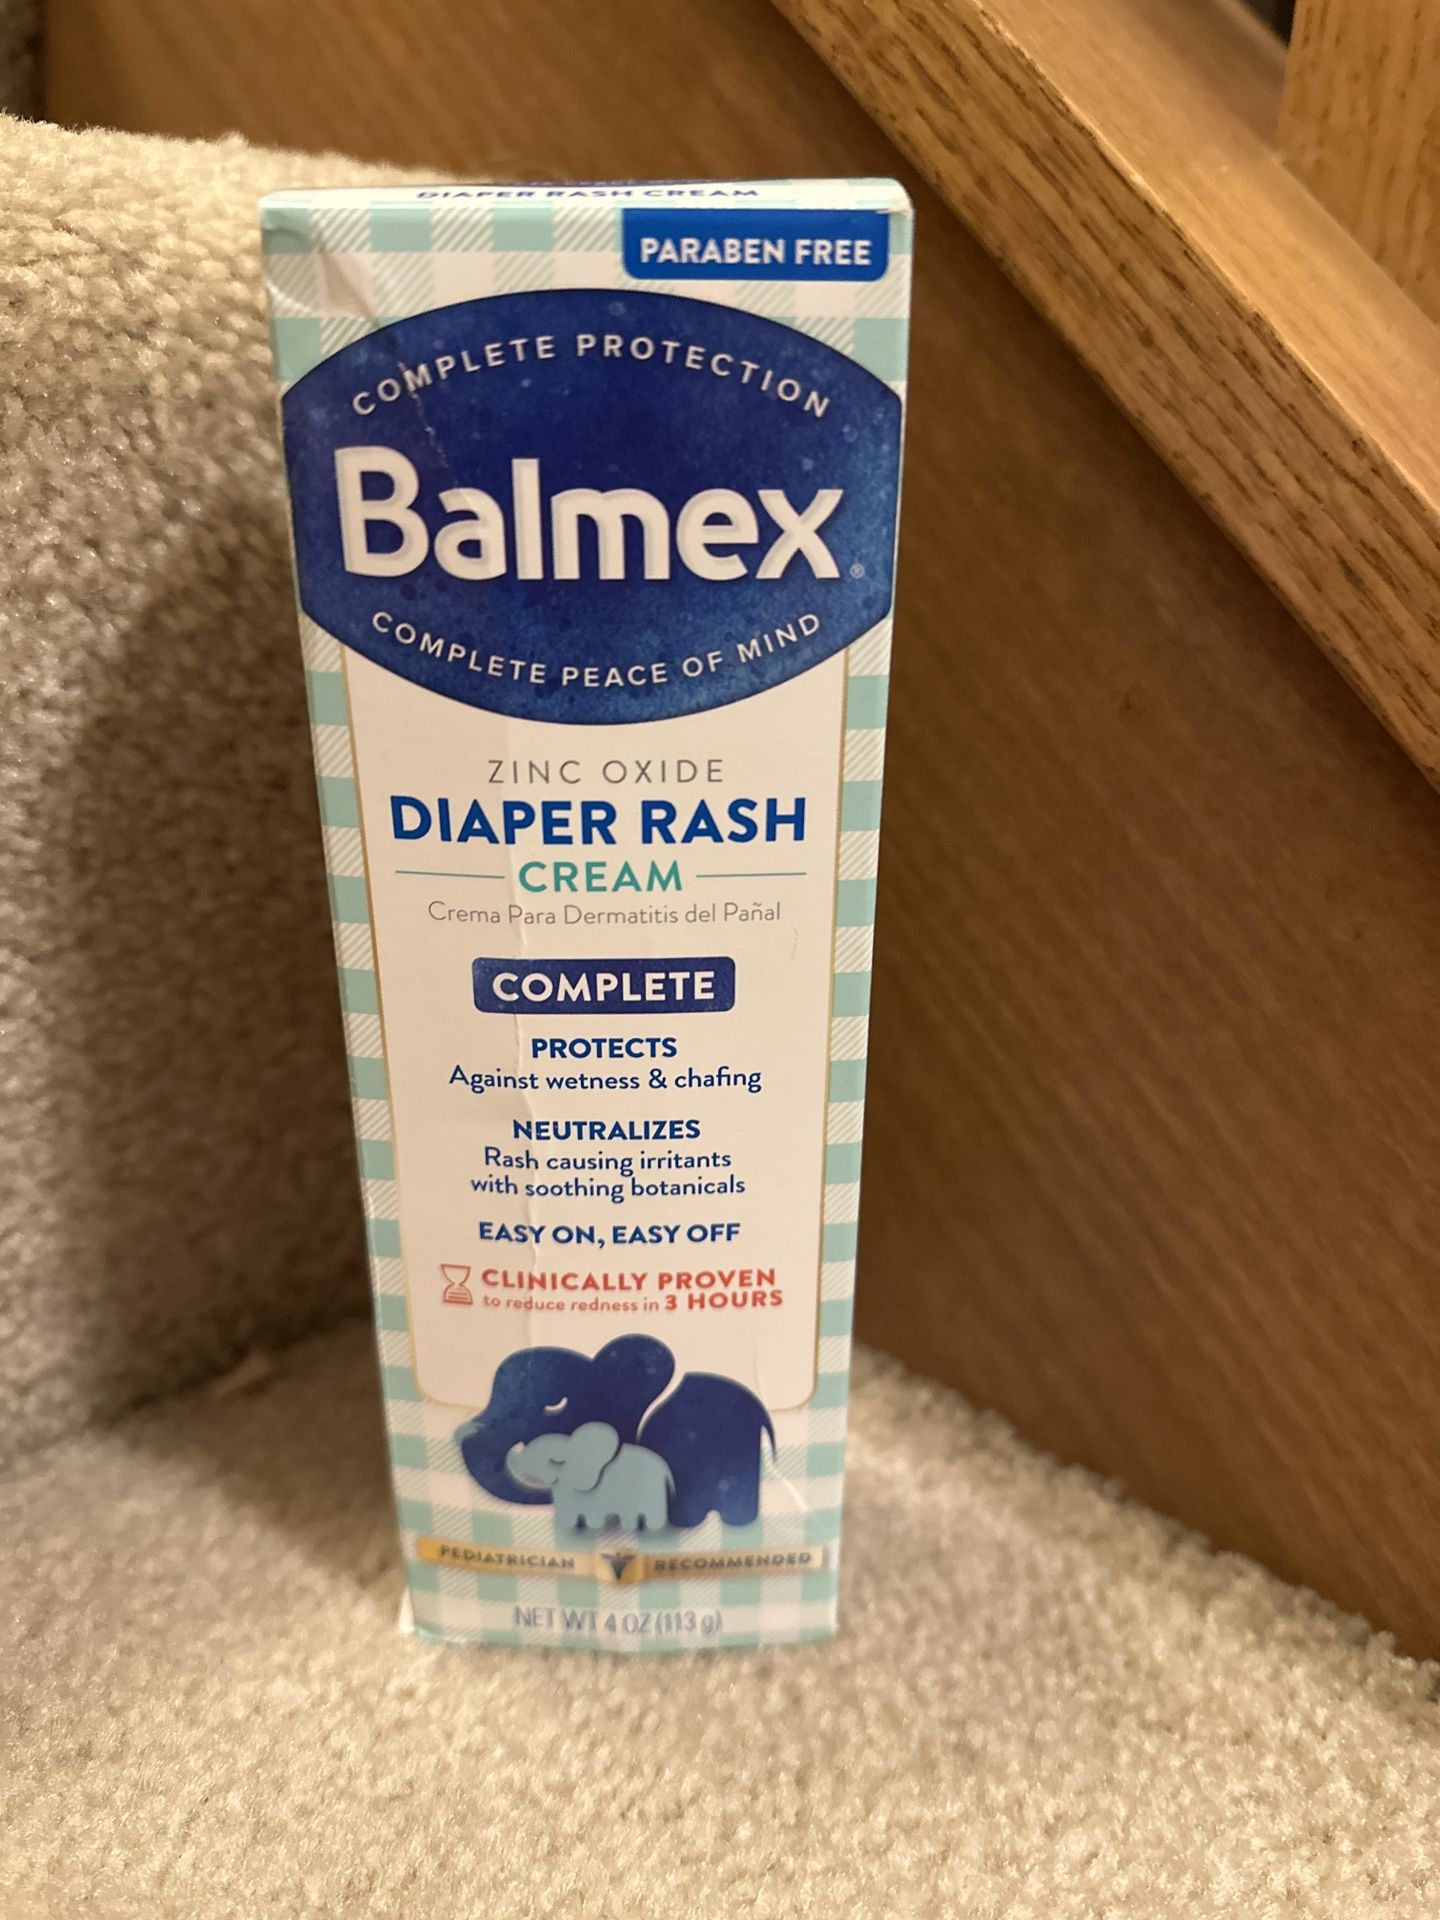 DIAPER RASH CREAM
PARABEN FREE
COMPLETE PROTECTION
Balmex®
COMPLETE PEACE OF MIND
ZINC OXIDE
DIAPER RASH
CREAM
Crema Para Dermatitis del Pañal
COMPLETE
PROTECTS
Against wetness & chafing
NEUTRALIZES
Rash causing irritants
with soothing botanicals
EASY ON, EASY OFF
CLINICALLY PROVEN
to reduce redness in 3 HOURS
PEDIATRICIAN RECOMMENDED
NET WT 4 OZ (113 g)